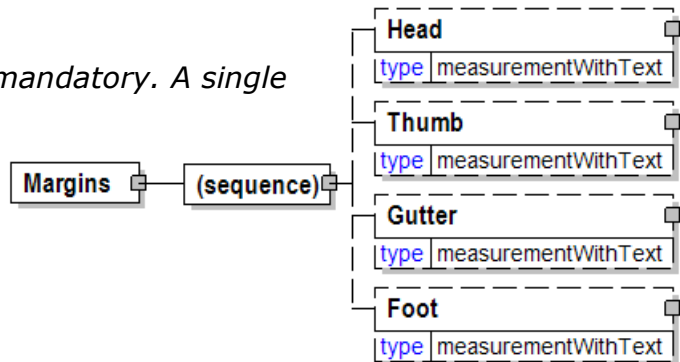 mandatory. A single
Margins
(sequence)
Head
type measurementWithText
Thumb
type measurementWithText
Gutter
type measurementWithText
Foot
type measurementWithText